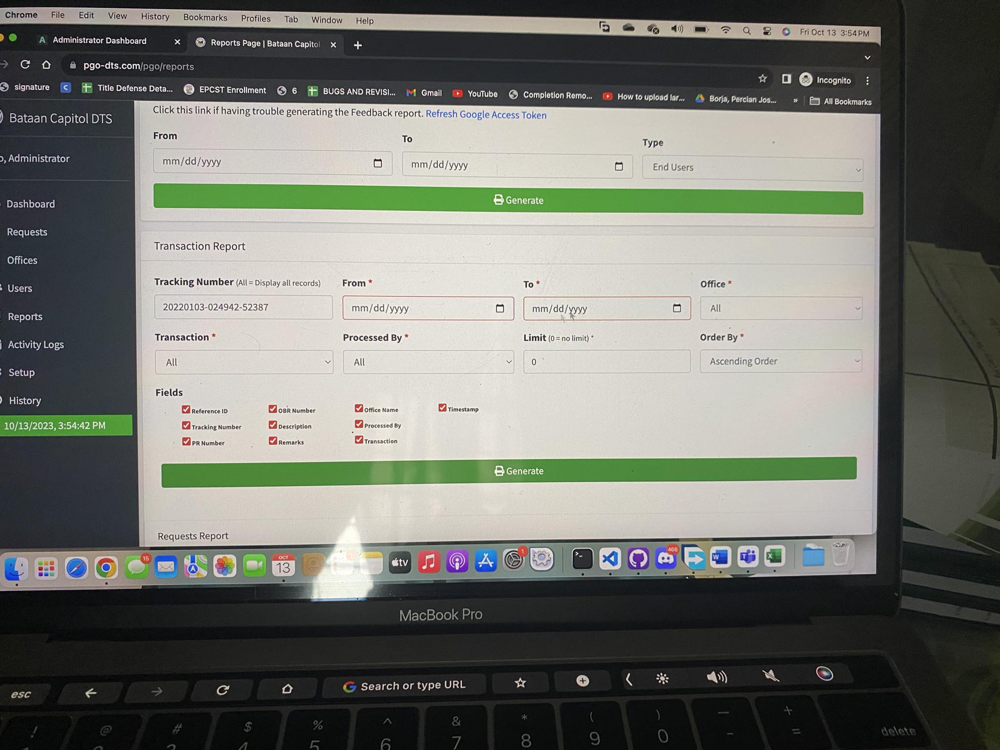 Chrome File Edit View History Bookmarks Profiles Tab Window Help Fri Oct 13 3:54 PM
A Administrator Dashboard Reports Page | Bataan Capitol
pgo-dts.com/pgo/reports Incognito
signature C Title Defense Deta... EPCST Enrollment 6 BUGS AND REVISI... Gmail YouTube Completion Remo... How to upload lar... Borja, Percian Jos... » All Bookmarks
Bataan Capitol DTS
, Administrator
Dashboard
Requests
Offices
Users
Reports
Activity Logs
Setup
History
10/13/2023, 3:54:42 PM
Click this link if having trouble generating the Feedback report. Refresh Google Access Token
From To Type
mm/dd/yyyy mm/dd/yyyy End Users
Generate
Transaction Report
Tracking Number (All = Display all records) From * To * Office *
20220103-024942-52387 mm/dd/yyyy mm/dd/yyyy All
Transaction * Processed By * Limit (0 = no limit) * Order By *
All All 0 Ascending Order
Fields
Reference ID OBR Number Office Name Timestamp
Tracking Number Description Processed By
PR Number Remarks Transaction
Generate
Requests Report
15 OCT 13 tv 1 466 W T X
MacBook Pro
esc Search or type URL
! @ # $ % ^ & * ( ) — +
5 6 7 8 9 0 - = delete